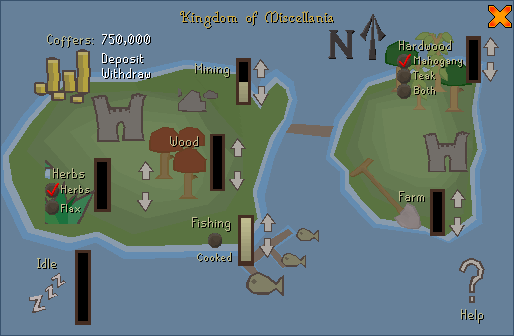 Kingdom of Miscellania
Coffers: 750,000
Deposit
Withdraw
Mining
N
Hardwood
Mahogany
Teak
Both
Wood
Herbs
Herbs
Flax
Farm
Fishing
Cooked
Idle
zzz
?
Help